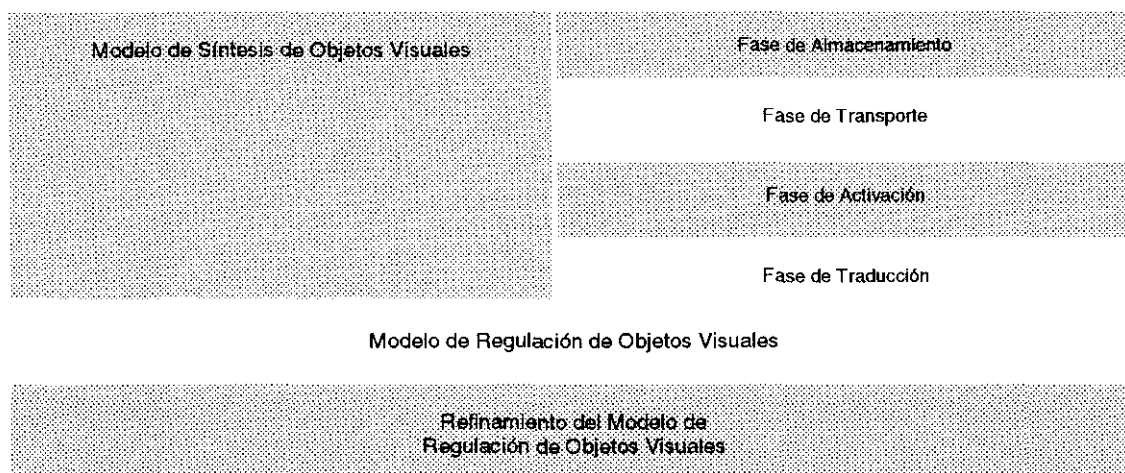 Modelo de Síntesis de Objetos Visuales
Fase de Almacenamiento
Fase de Transporte
Fase de Activación
Fase de Traducción
Modelo de Regulación de Objetos Visuales
Refinamiento del Modelo de
Regulación de Objetos Visuales